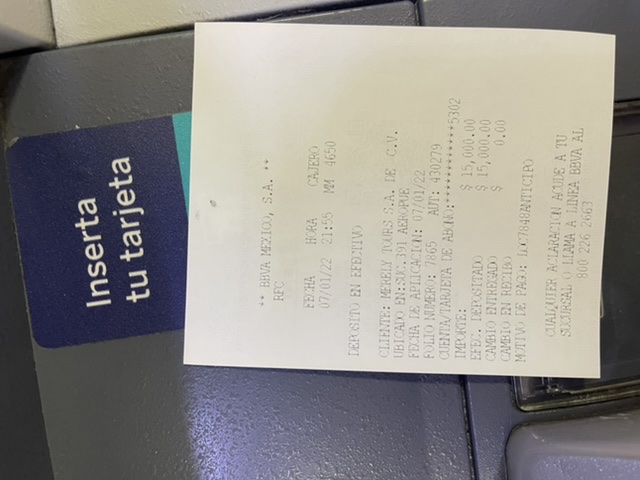 Inserta
tu tarjeta
** BBVA MEXICO, S.A. **
RFC
FECHA HORA CAJERO
07/01/22 21:55 MM 4650
DEPOSITO EN EFECTIVO
CLIENTE: MERELY TOURS S.A. DE C.V.
UBICADO EN:SUC.391 AEROPUE
FECHA DE APLICACION: 07/01/22
FOLIO NUMERO: 7865 AUT: 430279
CUENTA/TARJETA DE ABONO:************5302
IMPORTE:
EFEC. DEPOSITADO $ 15,000.00
CAMBIO ENTREGADO $ 15,000.00
CAMBIO EN RECIBO $ 0.00
MOTIVO DE PAGO: LOC7848ANTICIPO
CUALQUIER ACLARACION ACUDE A TU
SUCURSAL O LLAMA A LINEA BBVA AL
800 226 2663